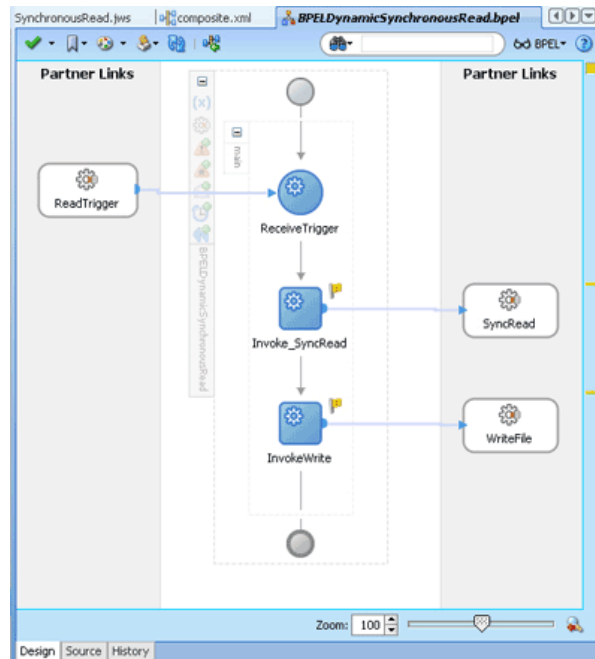 SynchronousRead.jws
composite.xml
BPELDynamicSynchronousRead.bpel
BPEL
Partner Links
Partner Links
(x)
main
ReadTrigger
ReceiveTrigger
BPELDynamicSynchronousRead
SyncRead
Invoke_SyncRead
WriteFile
InvokeWrite
Zoom: 100
Design Source History